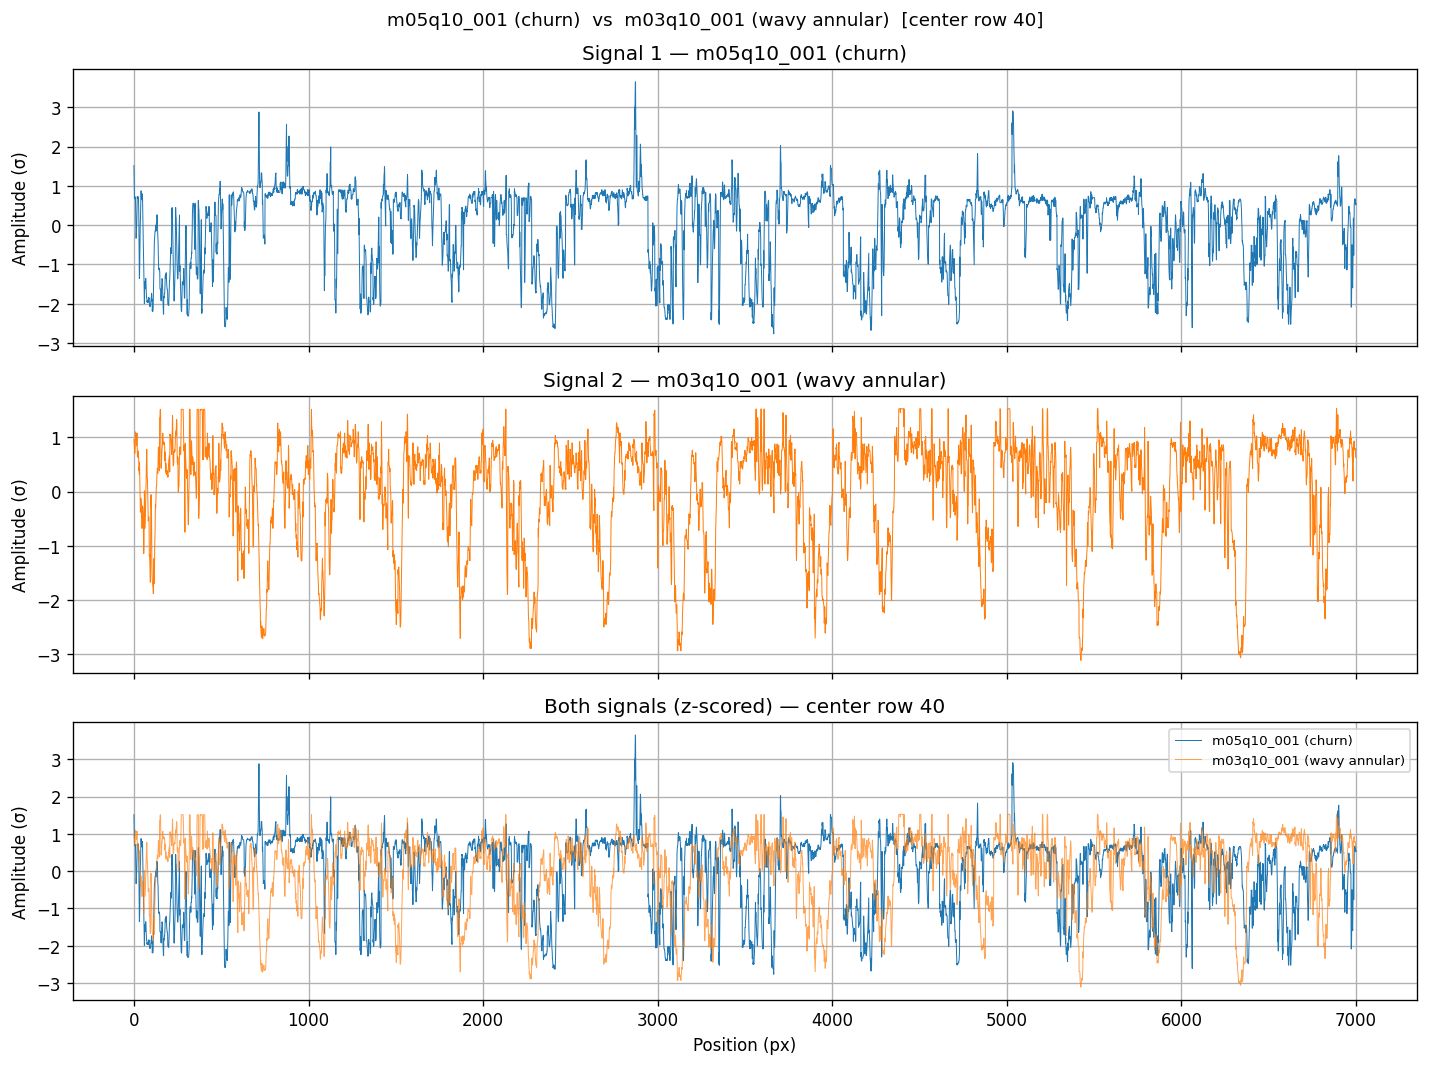 m05q10_001 (churn)  vs  m03q10_001 (wavy annular)  [center row 40]
Signal 1 — m05q10_001 (churn)
Amplitude (σ)
3
2
1
0
−1
−2
−3
Signal 2 — m03q10_001 (wavy annular)
Amplitude (σ)
1
0
−1
−2
−3
Both signals (z-scored) — center row 40
Amplitude (σ)
3
2
1
0
−1
−2
−3
m05q10_001 (churn)
m03q10_001 (wavy annular)
0 1000 2000 3000 4000 5000 6000 7000
Position (px)